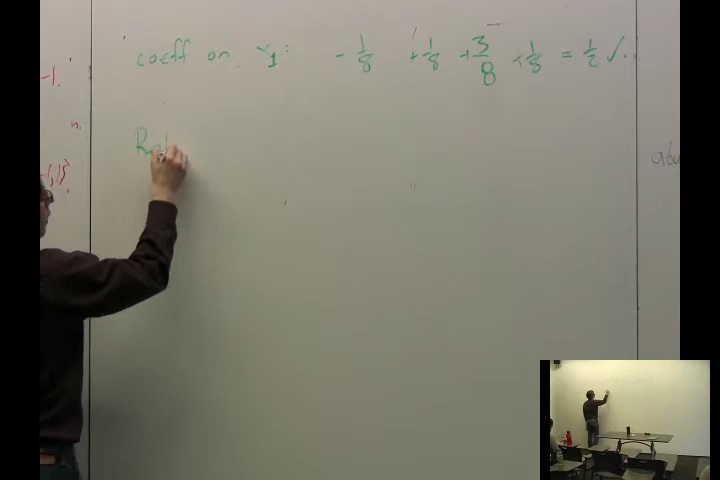 coeff on x₁: -1/8 +1/8 +3/8 +1/8 = 1/2 ✓.
-1.
n.